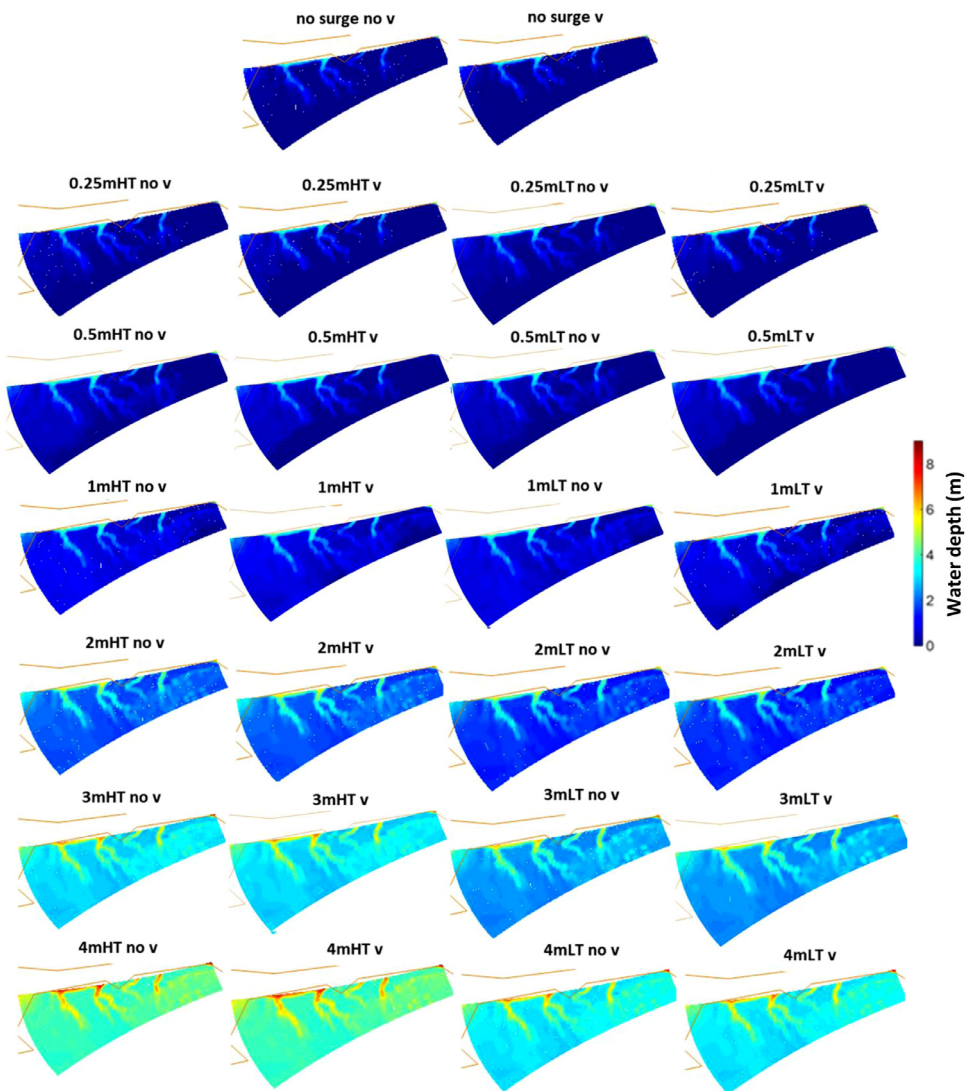 no surge no v
no surge v
0.25mHT no v
0.25mHT v
0.25mLT no v
0.25mLT v
0.5mHT no v
0.5mHT v
0.5mLT no v
0.5mLT v
1mHT no v
1mHT v
1mLT no v
1mLT v
2mHT no v
2mHT v
2mLT no v
2mLT v
3mHT no v
3mHT v
3mLT no v
3mLT v
4mHT no v
4mHT v
4mLT no v
4mLT v
8
6
4
2
0
Water depth (m)